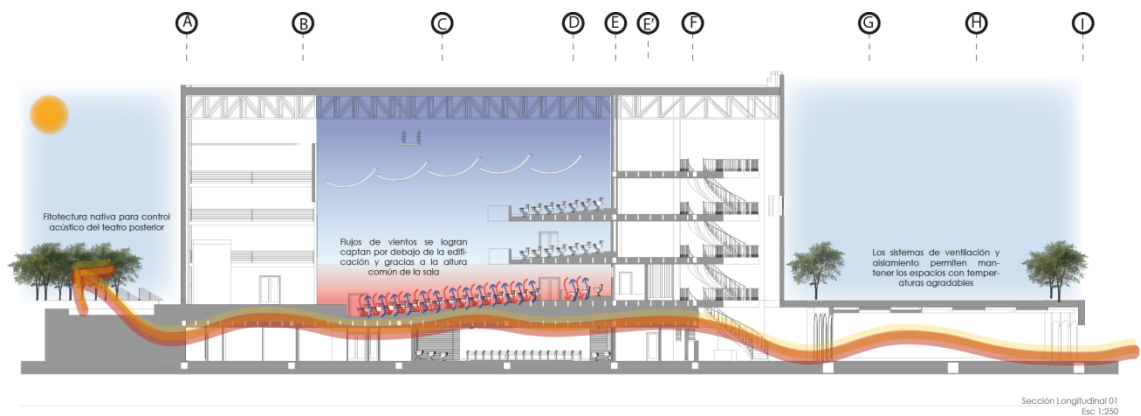 A B C D E E' F G H I
Fitotectura nativa para control
acústico del teatro posterior
Flujos de vientos se logran
captan por debajo de la edifi-
cación y gracias a la altura
común de la sala
Los sistemas de ventilación y
aislamiento permiten man-
tener los espacios con temper-
aturas agradables
Sección Longitudinal 01
Esc 1:250